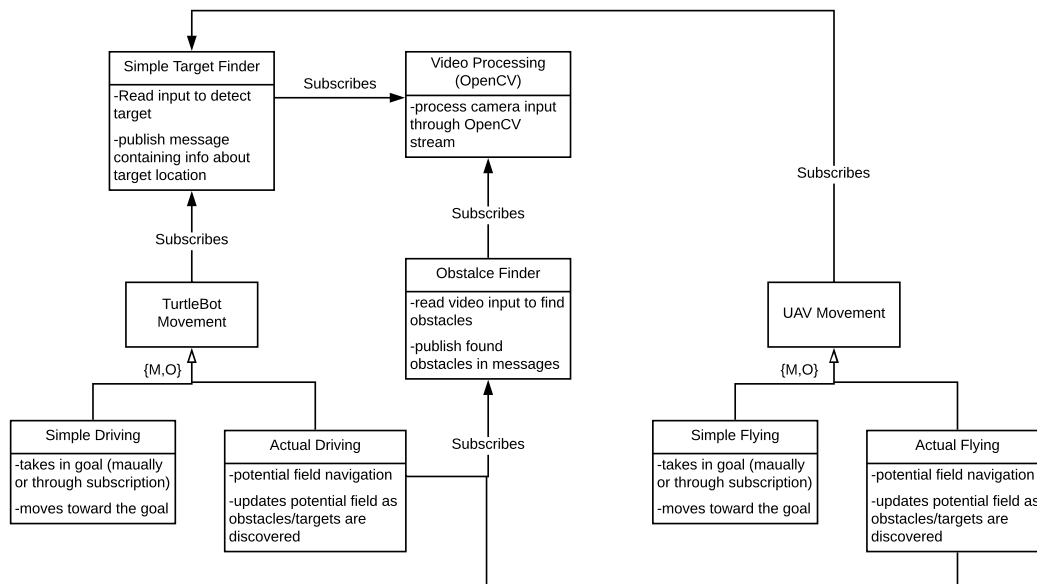 Simple Target Finder
-Read input to detect
target
-publish message
containing info about
target location
Subscribes
Video Processing
(OpenCV)
-process camera input
through OpenCV
stream
Subscribes
Subscribes
Subscribes
TurtleBot
Movement
{M,O}
Obstalce Finder
-read video input to find
obstacles
-publish found
obstacles in messages
UAV Movement
{M,O}
Simple Driving
-takes in goal (maually
or through subscription)
-moves toward the goal
Actual Driving
-potential field navigation
-updates potential field as
obstacles/targets are
discovered
Subscribes
Simple Flying
-takes in goal (maually
or through subscription)
-moves toward the goal
Actual Flying
-potential field navigation
-updates potential field as
obstacles/targets are
discovered